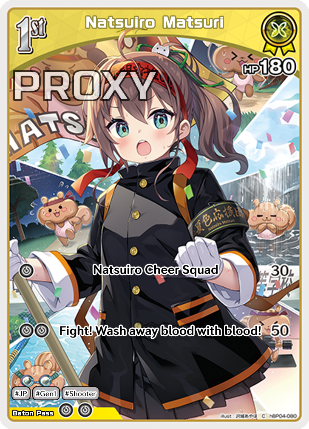 1st
Natsuiro Matsuri
HP180
PROXY
Natsuiro Cheer Squad 30
Fight! Wash away blood with blood! 50
#JP #Gen1 #Shooter
Baton Pass
C hBP04-080